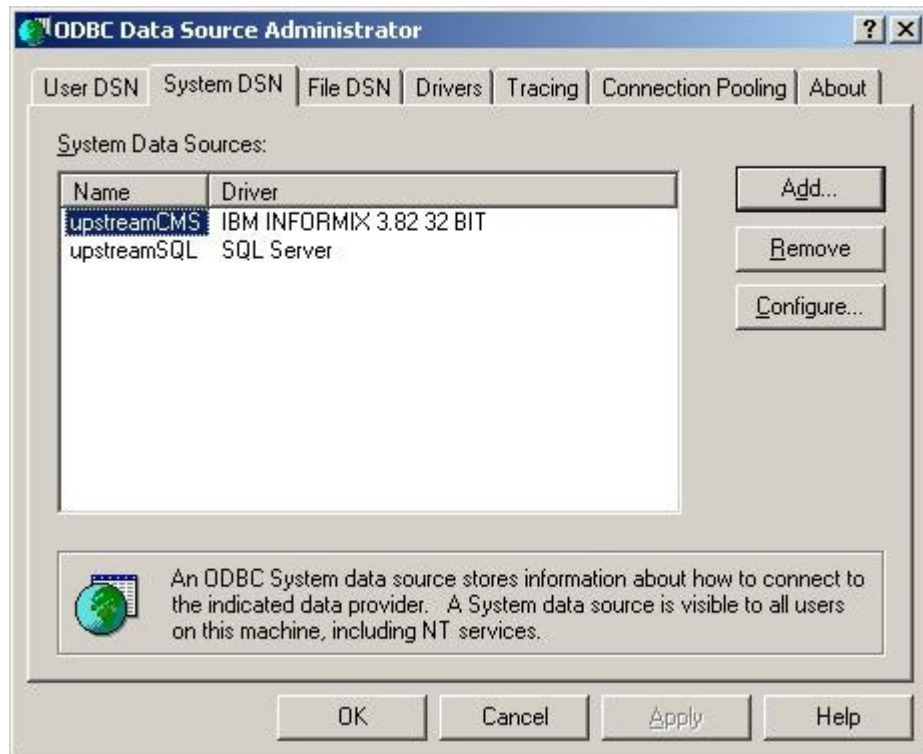 ODBC Data Source Administrator
User DSN System DSN File DSN Drivers Tracing Connection Pooling About
System Data Sources:
Name Driver
upstreamCMS IBM INFORMIX 3.82 32 BIT
upstreamSQL SQL Server
Add...
Remove
Configure...
An ODBC System data source stores information about how to connect to
the indicated data provider. A System data source is visible to all users
on this machine, including NT services.
OK Cancel Apply Help